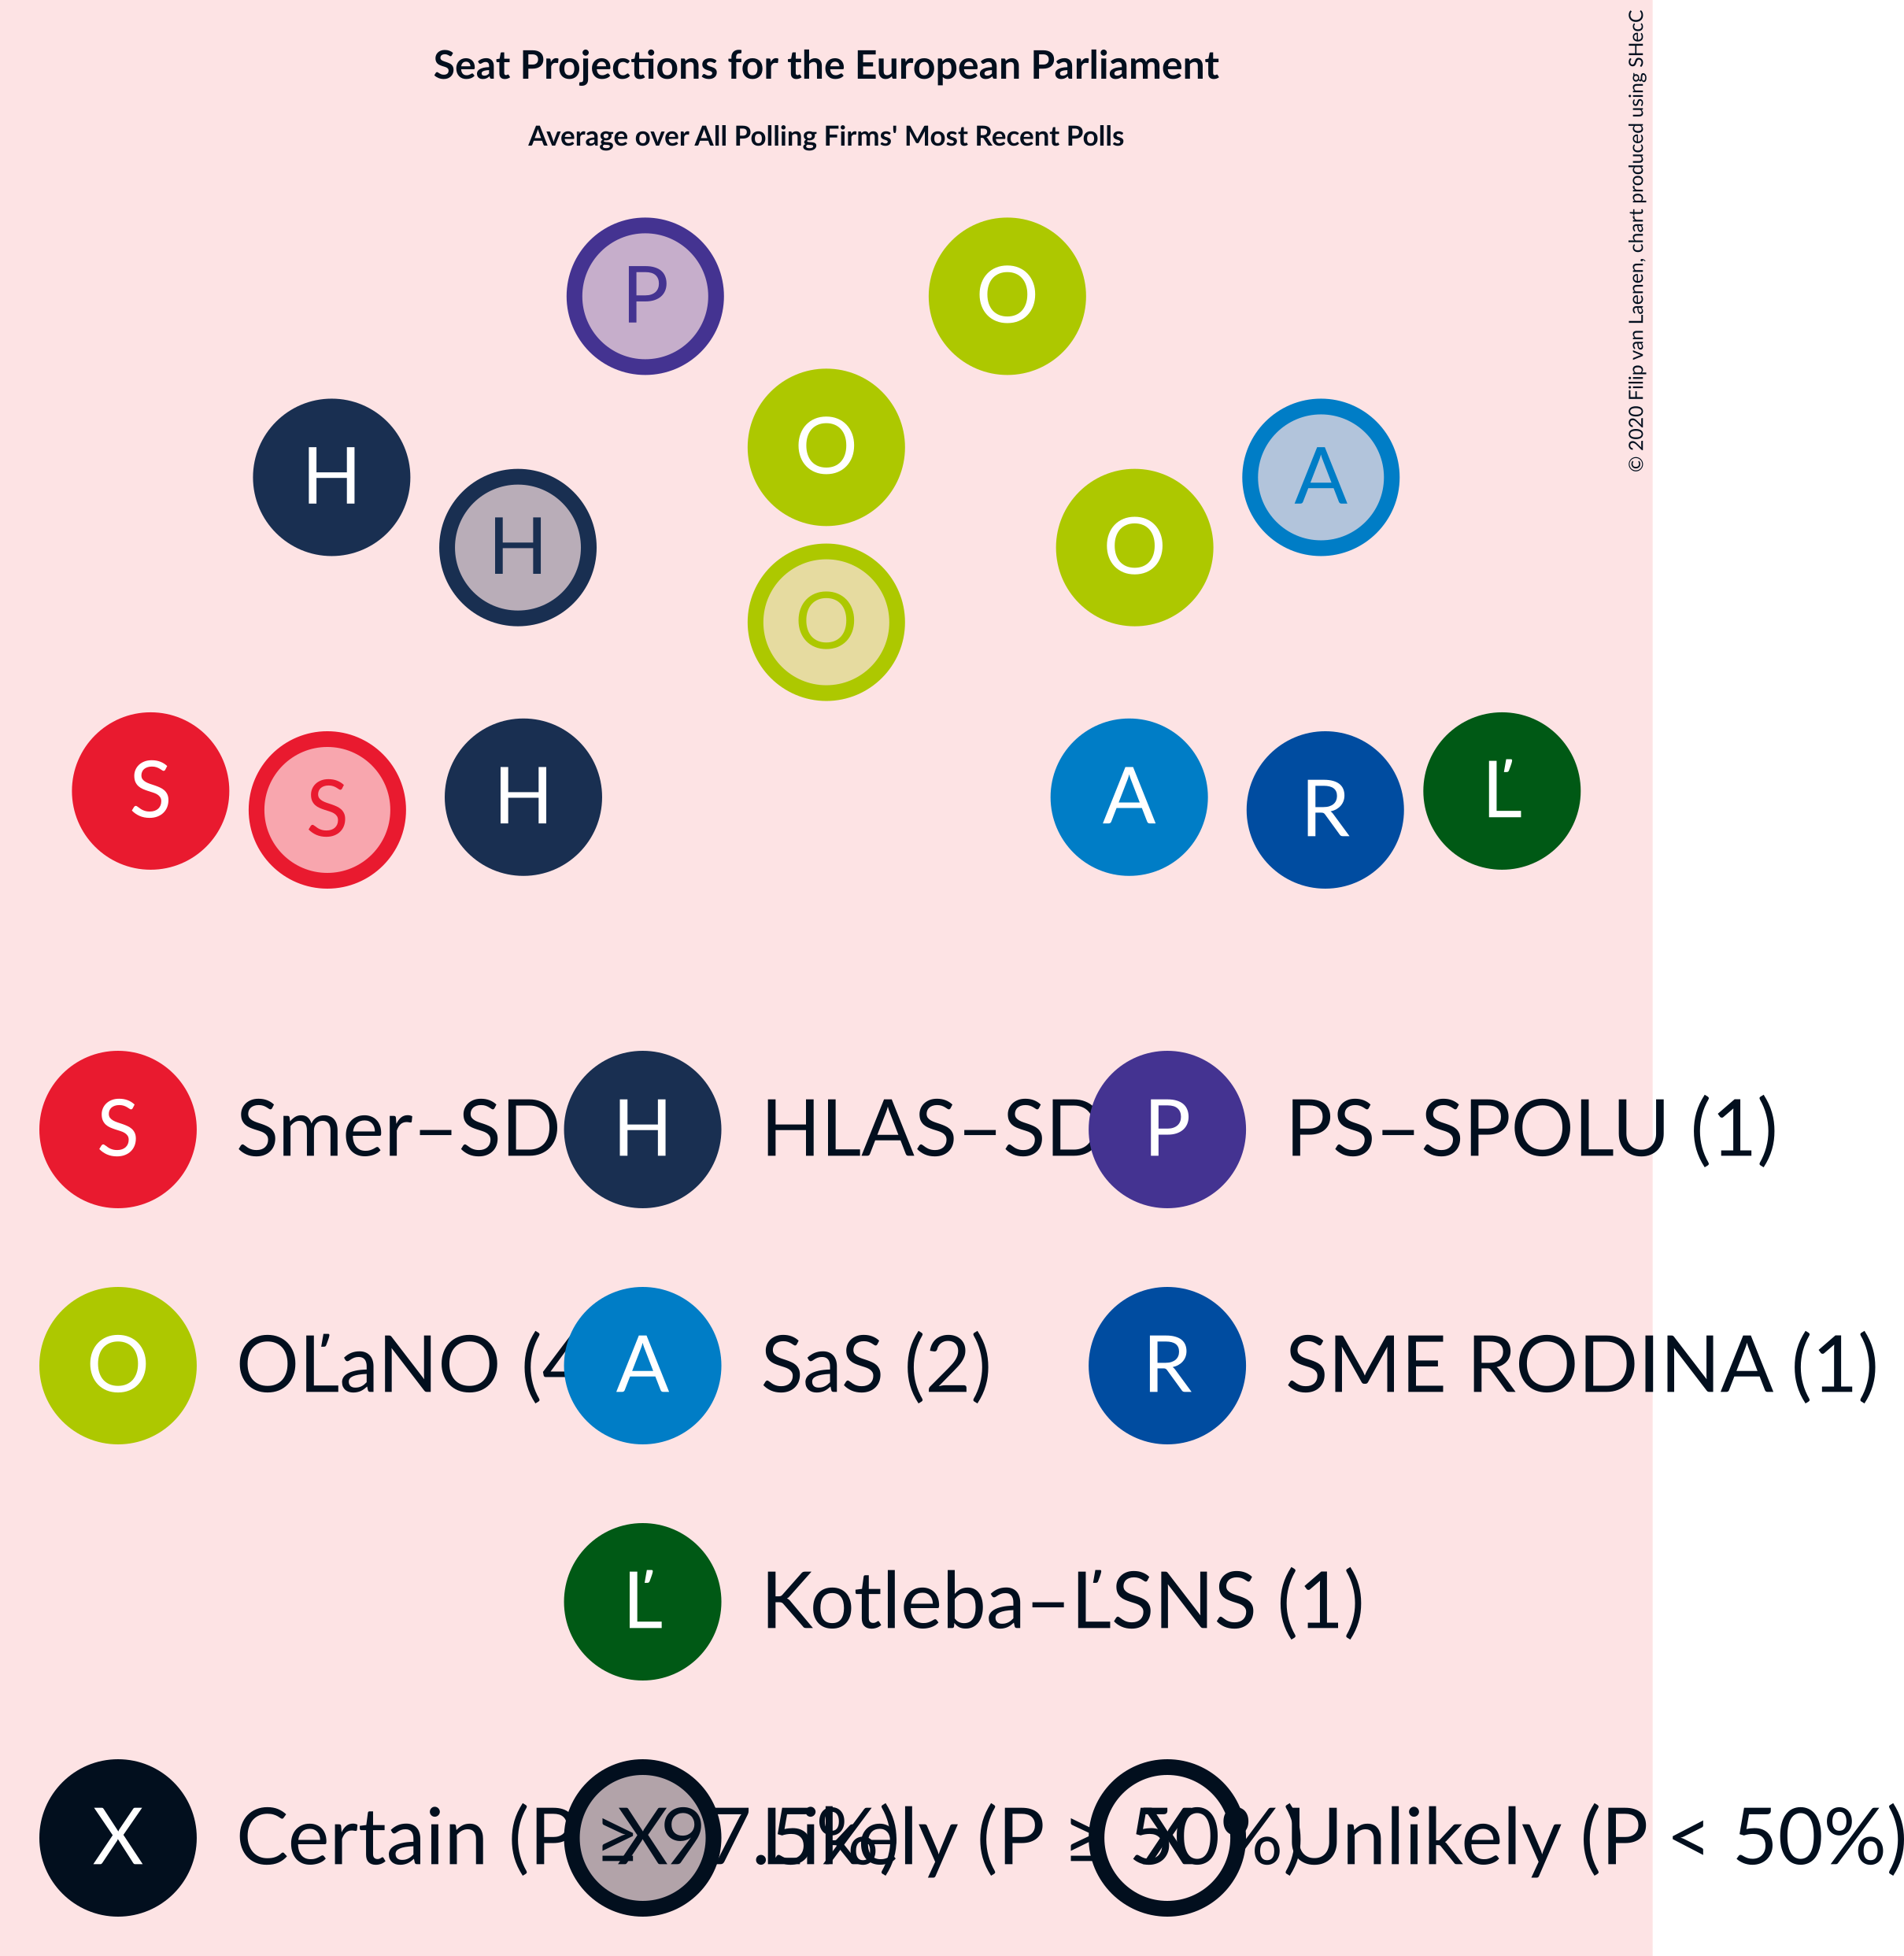 Seat Projections for the European Parliament
Average over All Polling Firms' Most Recent Polls
© 2020 Filip van Laenen, chart produced using SHecC
P O
O
H A
H O
O
S Ľ
S H A R
S Smer–SD H HLAS–SD P PS–SPOLU (1)
O OĽaNO (4 A SaS (2) R SME RODINA (1)
Ľ Kotleba–ĽSNS (1)
X Certain (P ≥ 97.5%) X Likely (P ≥ 50%) X Unlikely (P < 50%)